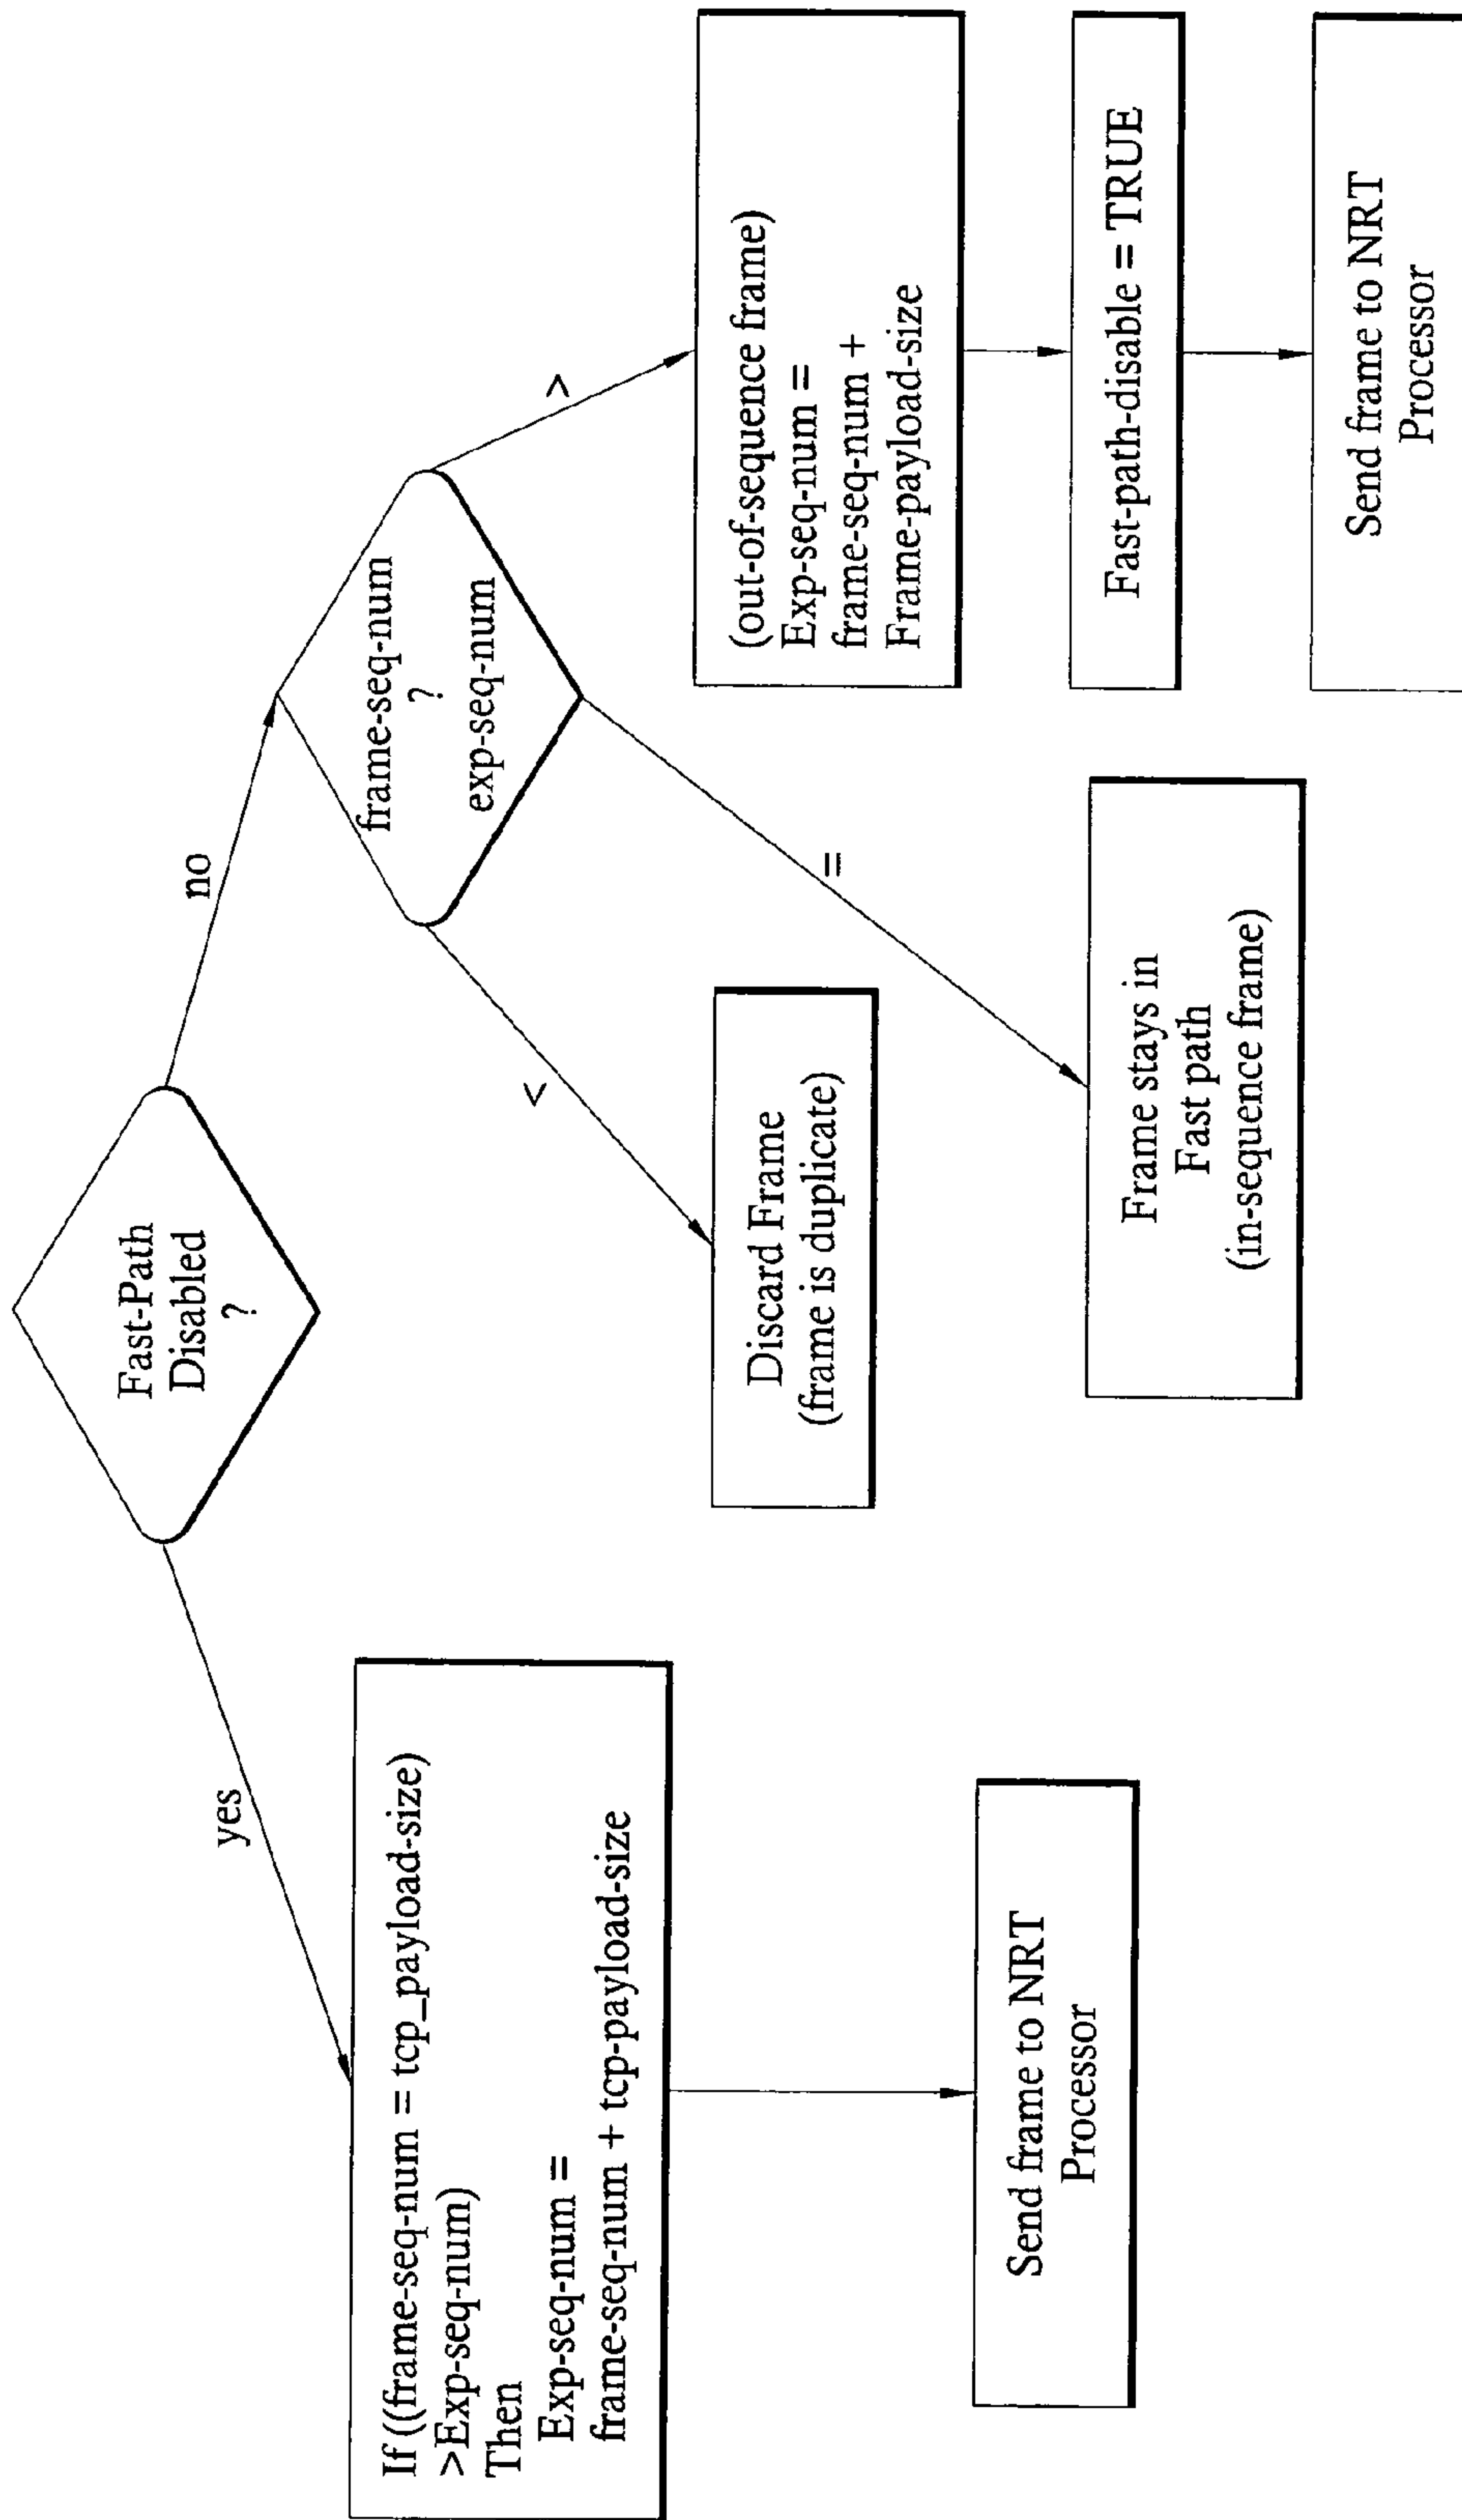 Fast-Path
Disabled
?
yes
no
If ((frame-seq-num = tcp_payload-size)
>Exp-seq-num)
Then
Exp-seq-num =
frame-seq-num + tcp-payload-size
Send frame to NRT
Processor
frame-seq-num
?
exp-seq-num
<
=
>
Discard Frame
(frame is duplicate)
Frame stays in
Fast path
(in-sequence frame)
(out-of-sequence frame)
Exp-seq-num =
frame-seq-num +
Frame-payload-size
Fast-path-disable = TRUE
Send frame to NRT
Processor